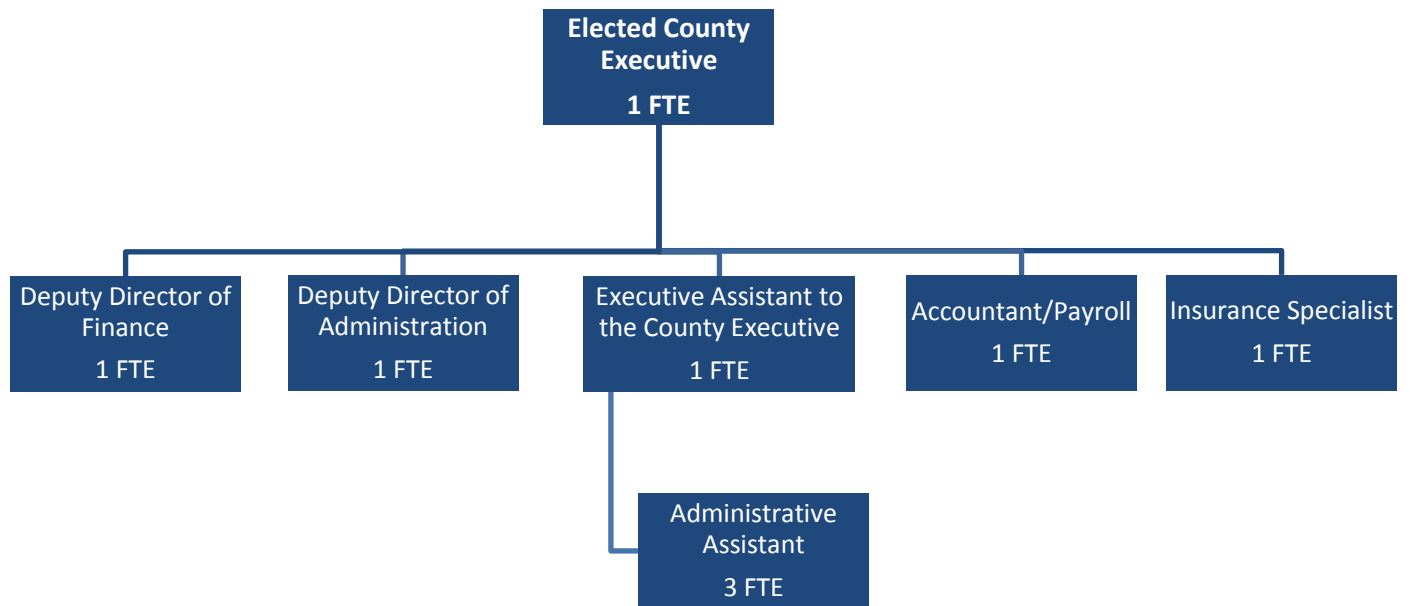 Elected County
Executive
1 FTE
Deputy Director of
Finance
1 FTE
Deputy Director of
Administration
1 FTE
Executive Assistant to
the County Executive
1 FTE
Accountant/Payroll
1 FTE
Insurance Specialist
1 FTE
Administrative
Assistant
3 FTE